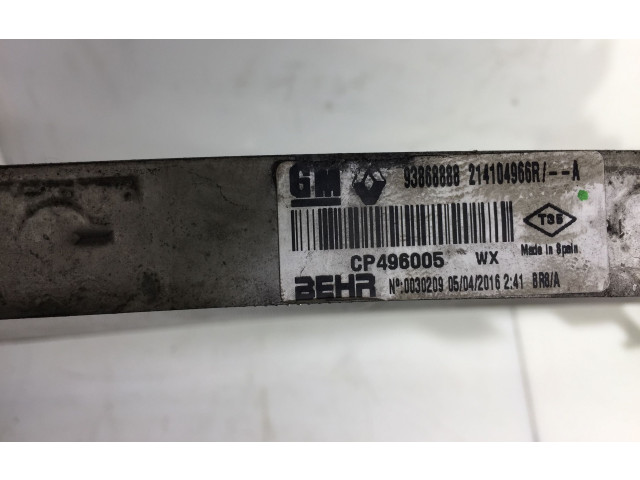 GM 93868888 214104966R/--A
TSS
CP496005 WX Made in Spain
BEHR Nº:0030209 05/04/2016 2:41 BR8/A